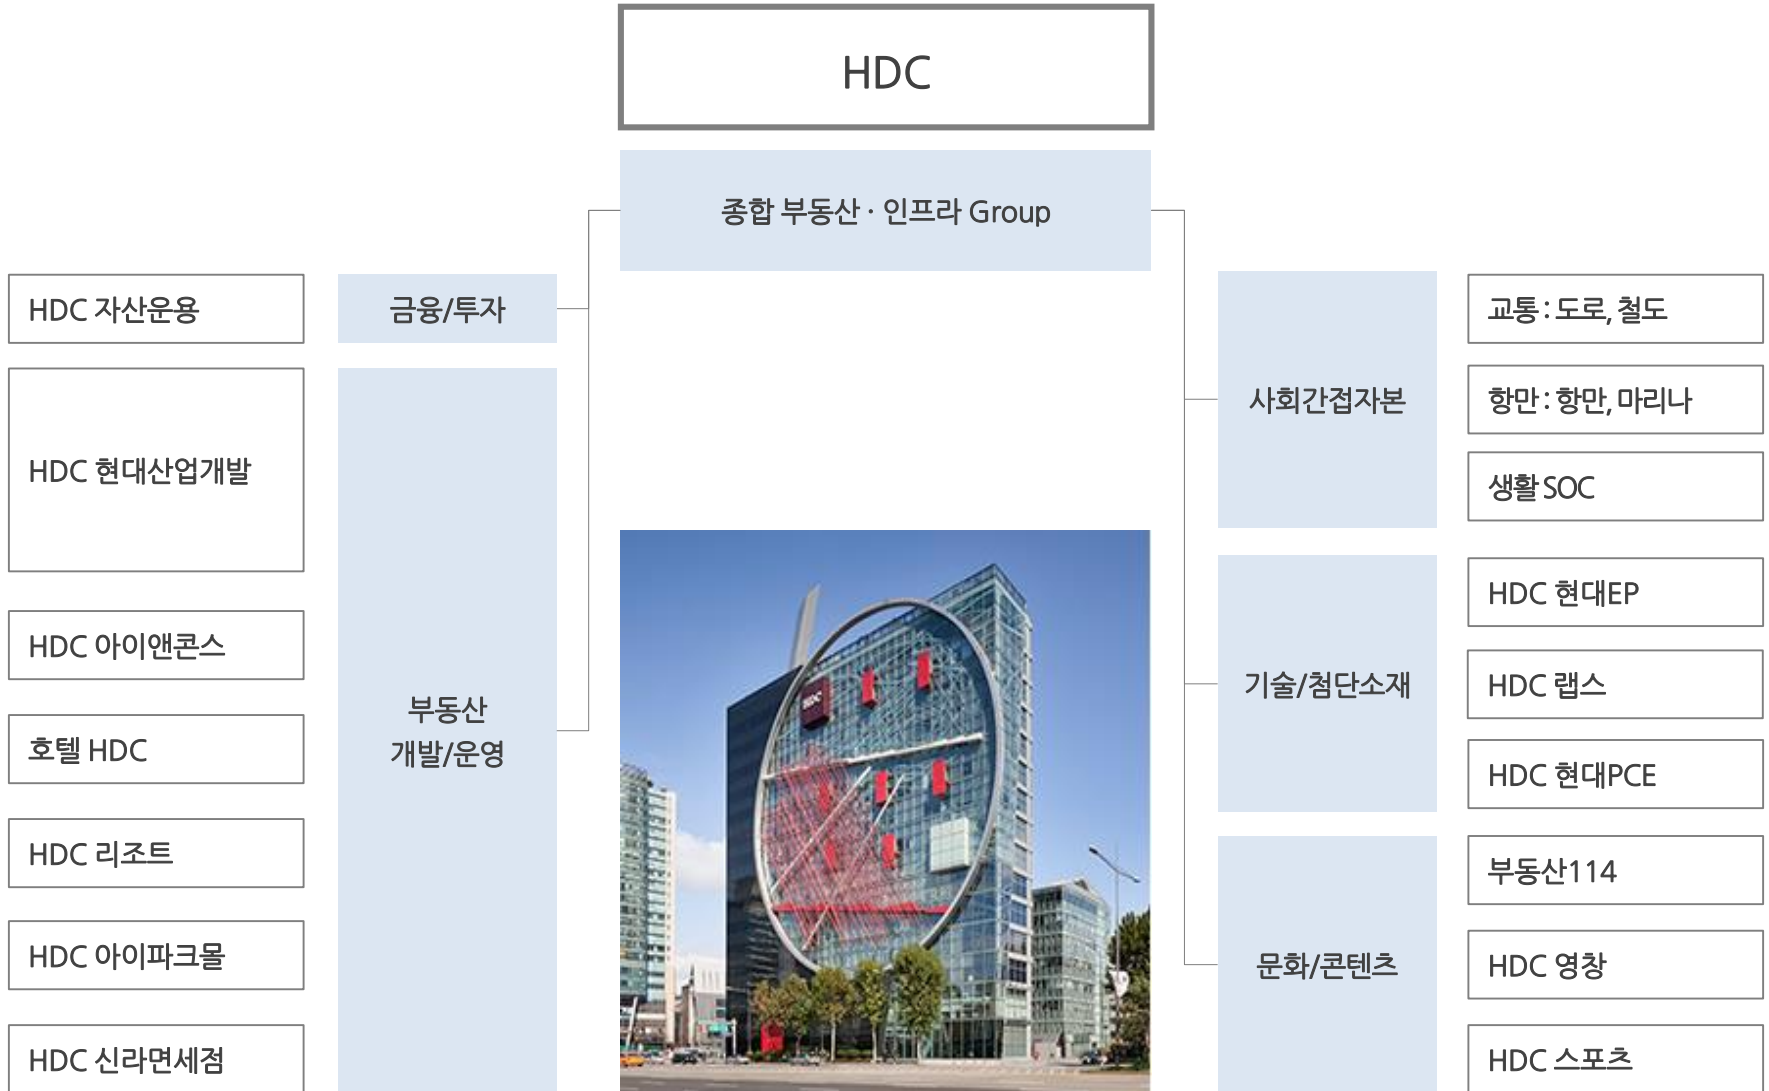 HDC
종합 부동산 · 인프라 Group
HDC 자산운용
금융/투자
HDC 현대산업개발
HDC 아이앤콘스
호텔 HDC
HDC 리조트
HDC 아이파크몰
HDC 신라면세점
부동산
개발/운영
사회간접자본
교통 : 도로, 철도
항만 : 항만, 마리나
생활 SOC
기술/첨단소재
HDC 현대EP
HDC 랩스
HDC 현대PCE
문화/콘텐츠
부동산114
HDC 영창
HDC 스포츠
HDC